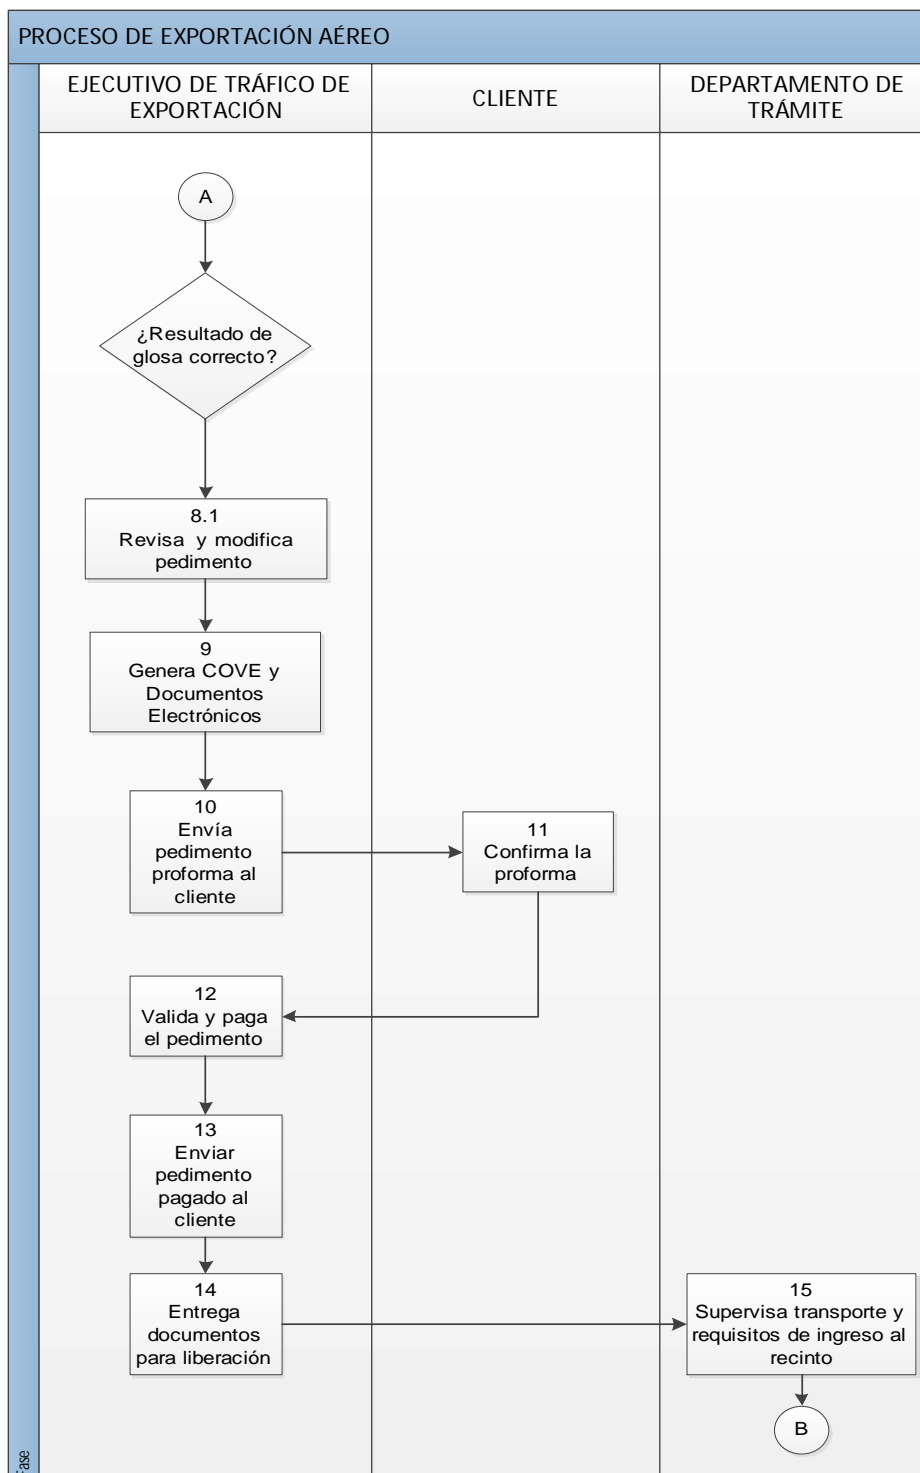 PROCESO DE EXPORTACIÓN AÉREO
EJECUTIVO DE TRÁFICO DE
EXPORTACIÓN
CLIENTE
DEPARTAMENTO DE
TRÁMITE
A
¿Resultado de
glosa correcto?
8.1
Revisa y modifica
pedimento
9
Genera COVE y
Documentos
Electrónicos
10
Envía
pedimento
proforma al
cliente
11
Confirma la
proforma
12
Valida y paga
el pedimento
13
Enviar
pedimento
pagado al
cliente
14
Entrega
documentos
para liberación
15
Supervisa transporte y
requisitos de ingreso al
recinto
B
Fase